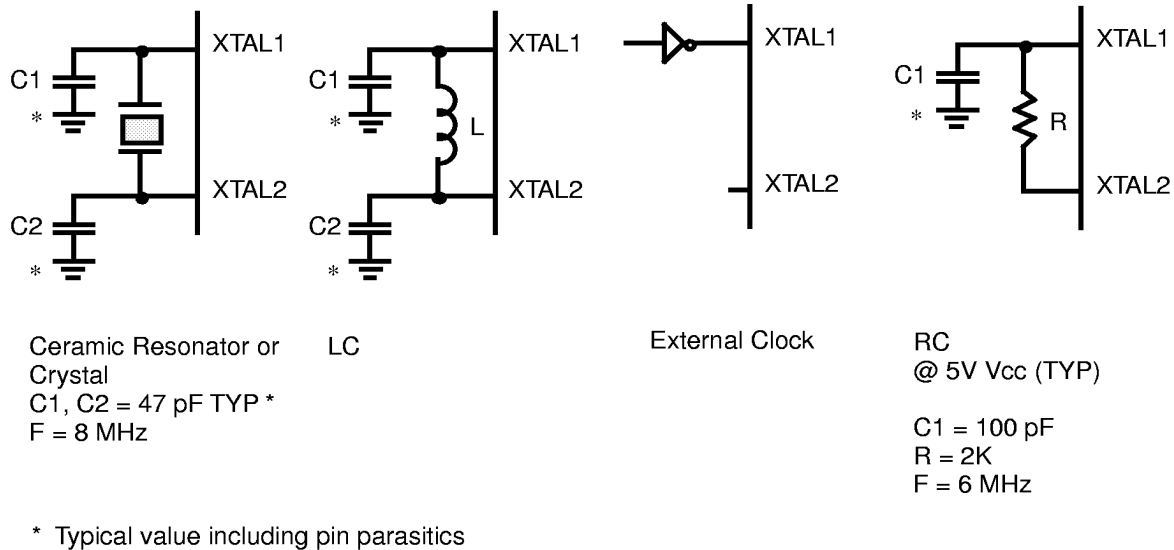 XTAL1
C1
*
XTAL2
C2
*
XTAL1
C1
*
L
XTAL2
C2
*
XTAL1
XTAL2
XTAL1
C1
*
R
XTAL2
Ceramic Resonator or
Crystal
C1, C2 = 47 pF TYP *
F = 8 MHz
LC
External Clock
RC
@ 5V Vcc (TYP)
C1 = 100 pF
R = 2K
F = 6 MHz
* Typical value including pin parasitics